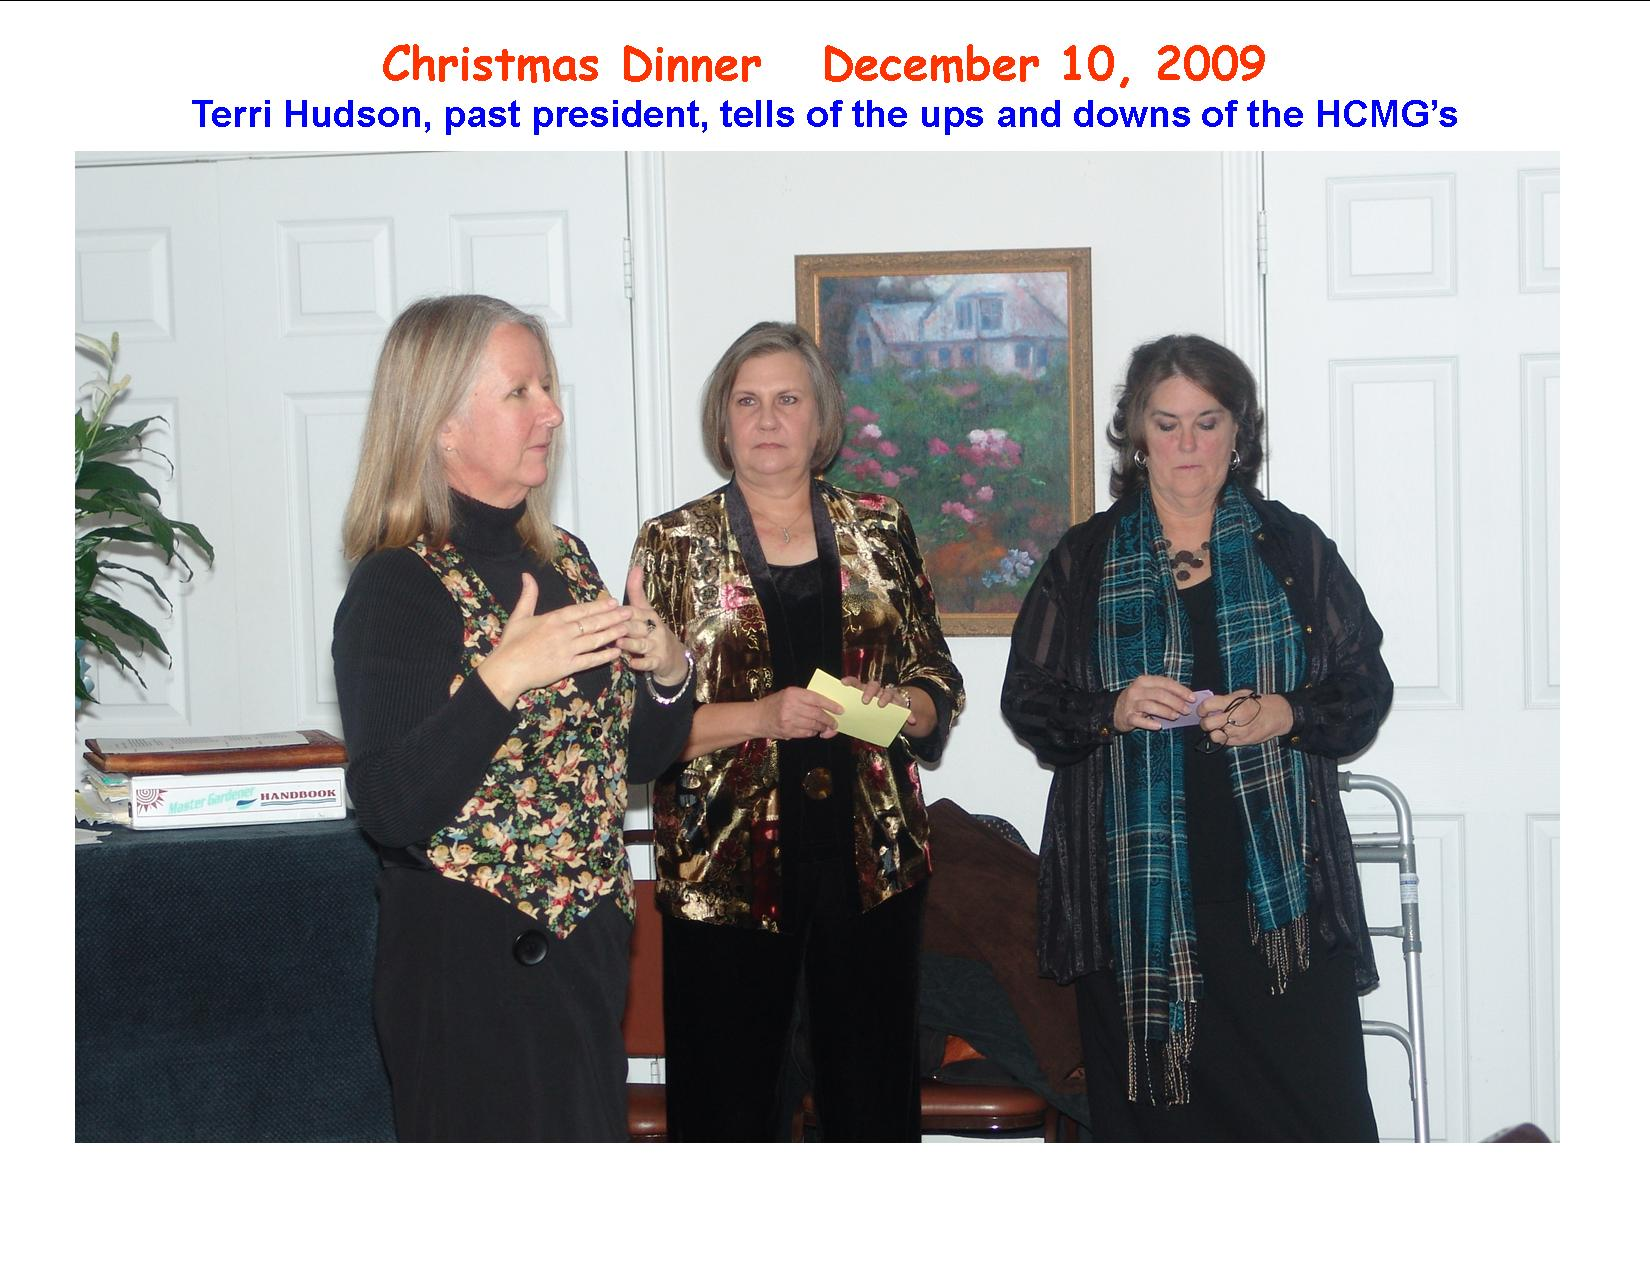 Christmas Dinner December 10, 2009
Terri Hudson, past president, tells of the ups and downs of the HCMG’s
Master Gardener HANDBOOK